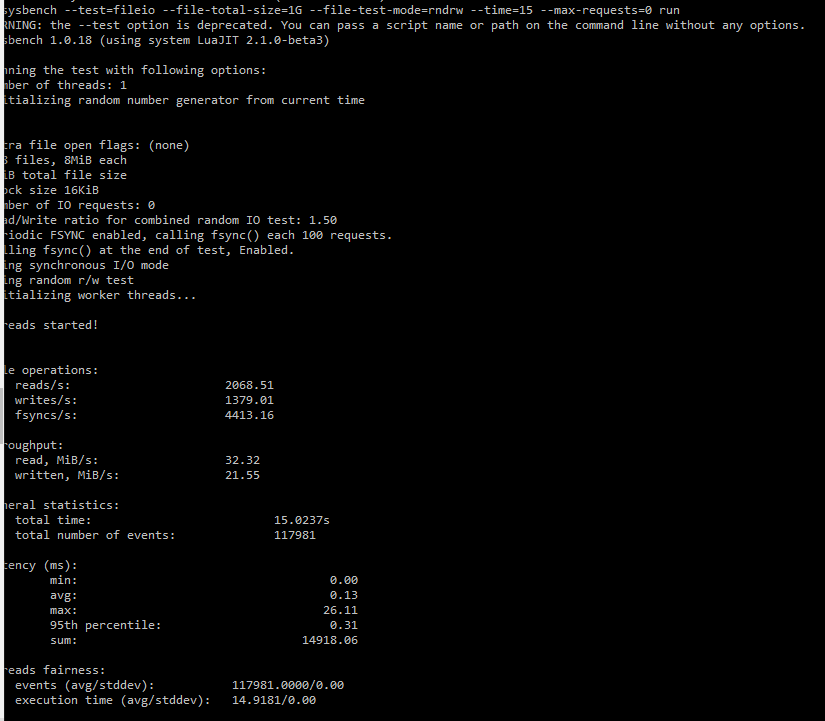 sysbench --test=fileio --file-total-size=1G --file-test-mode=rndrw --time=15 --max-requests=0 run
RNING: the --test option is deprecated. You can pass a script name or path on the command line without any options.
sbench 1.0.18 (using system LuaJIT 2.1.0-beta3)
nning the test with following options:
mber of threads: 1
itializing random number generator from current time
tra file open flags: (none)
8 files, 8MiB each
iB total file size
ock size 16KiB
mber of IO requests: 0
ad/Write ratio for combined random IO test: 1.50
riodic FSYNC enabled, calling fsync() each 100 requests.
lling fsync() at the end of test, Enabled.
ing synchronous I/O mode
ing random r/w test
itializing worker threads...
reads started!
le operations:
reads/s: 2068.51
writes/s: 1379.01
fsyncs/s: 4413.16
roughput:
read, MiB/s: 32.32
written, MiB/s: 21.55
neral statistics:
total time: 15.0237s
total number of events: 117981
tency (ms):
min: 0.00
avg: 0.13
max: 26.11
95th percentile: 0.31
sum: 14918.06
reads fairness:
events (avg/stddev): 117981.0000/0.00
execution time (avg/stddev): 14.9181/0.00